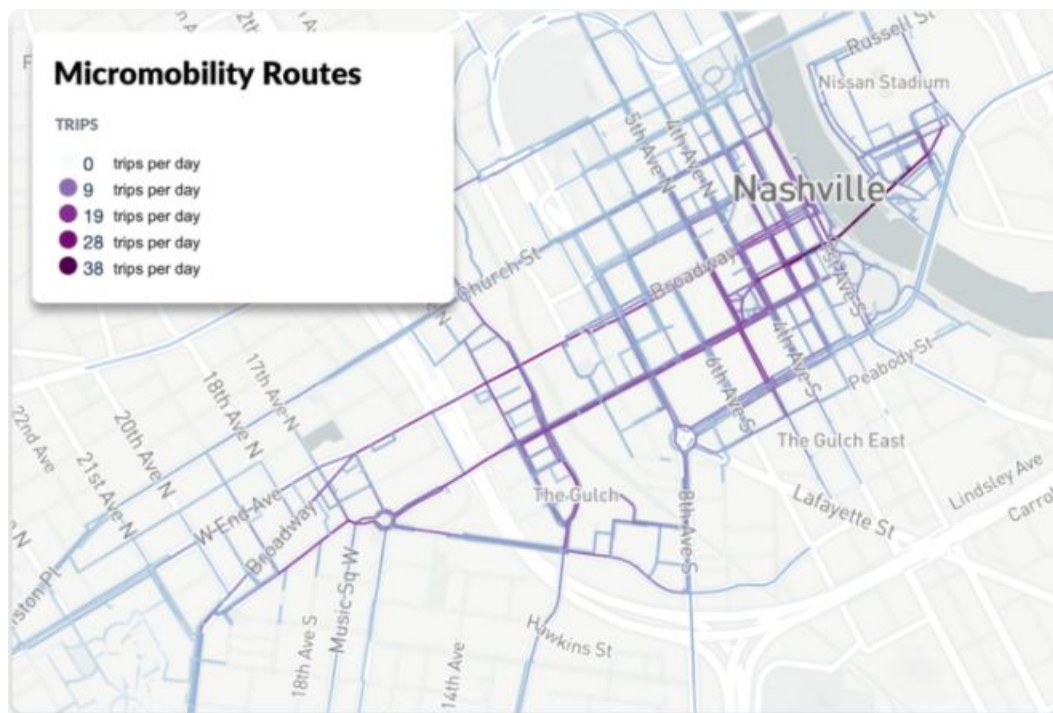 Micromobility Routes
TRIPS
0 trips per day
9 trips per day
19 trips per day
28 trips per day
38 trips per day
Russell St
Nissan Stadium
5th Ave N
4th Ave N
Nashville
Church St
Broadway
1st Ave S
4th Ave S
6th Ave S
Peabody St
17th Ave N
18th Ave N
20th Ave N
21st Ave N
22nd Ave
The Gulch East
W End Ave
Broadway
The Gulch
8th Ave S
Lafayette St
Lindsley Ave
Music Sq W
18th Ave S
14th Ave
Hawkins St